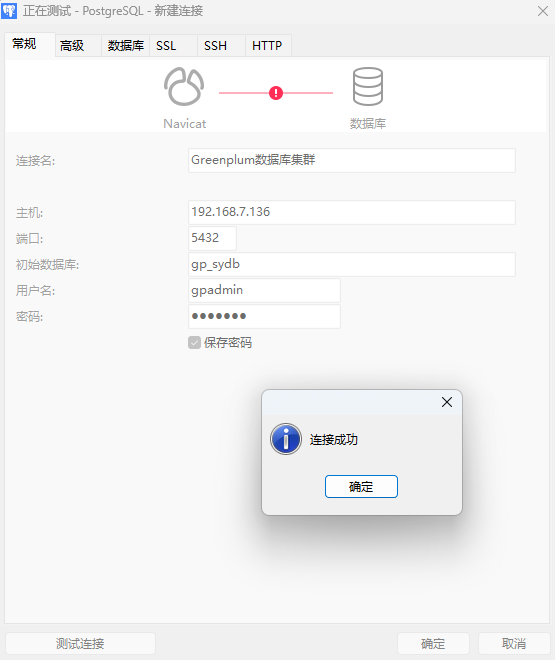 正在测试 - PostgreSQL - 新建连接
常规 高级 数据库 SSL SSH HTTP
Navicat 数据库
连接名: Greenplum数据库集群
主机: 192.168.7.136
端口: 5432
初始数据库: gp_sydb
用户名: gpadmin
密码: ●●●●●●●
保存密码
连接成功
确定
测试连接 确定 取消